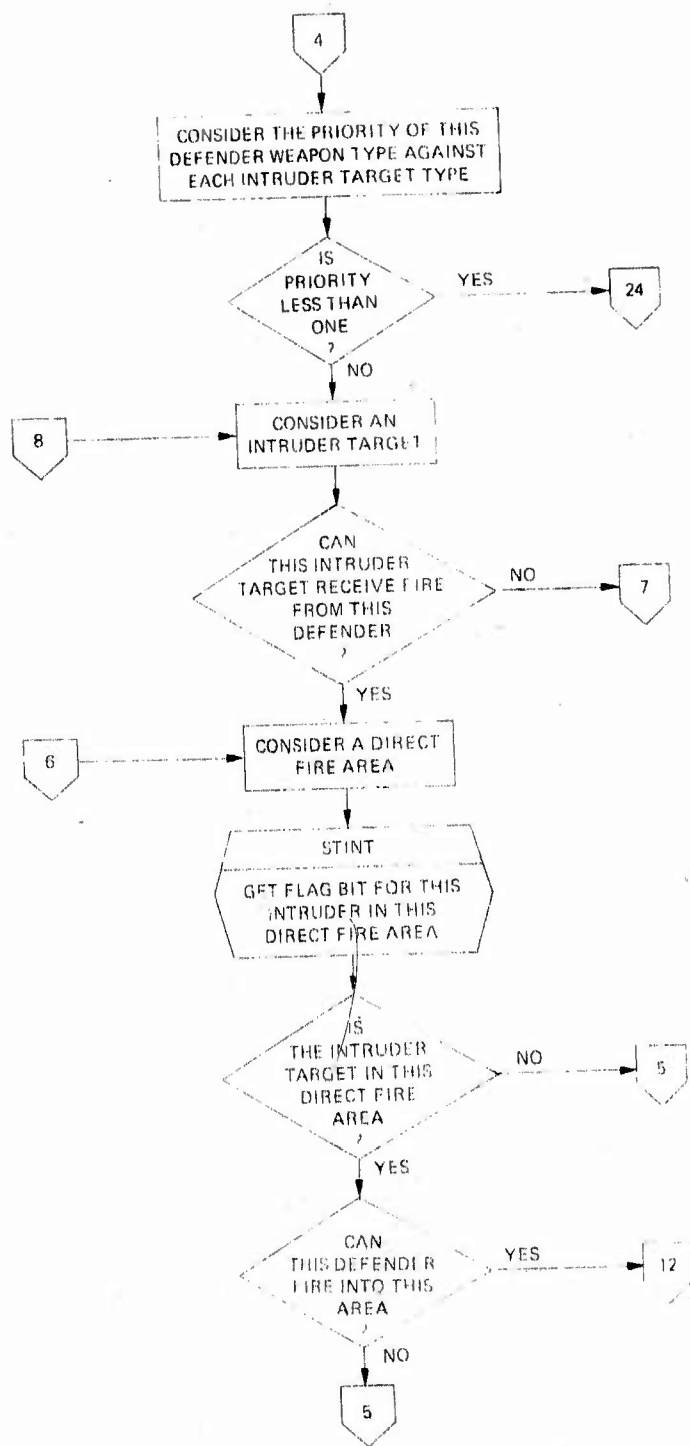 4
CONSIDER THE PRIORITY OF THIS
DEFENDER WEAPON TYPE AGAINST
EACH INTRUDER TARGET TYPE
IS
PRIORITY
LESS THAN
ONE
?
YES
24
NO
8
CONSIDER AN
INTRUDER TARGET
CAN
THIS INTRUDER
TARGET RECEIVE FIRE
FROM THIS
DEFENDER
?
NO
7
YES
6
CONSIDER A DIRECT
FIRE AREA
STINT
GET FLAG BIT FOR THIS
INTRUDER IN THIS
DIRECT FIRE AREA
IS
THE INTRUDER
TARGET IN THIS
DIRECT FIRE
AREA
?
NO
5
YES
CAN
THIS DEFENDER
FIRE INTO THIS
AREA
?
YES
12
NO
5